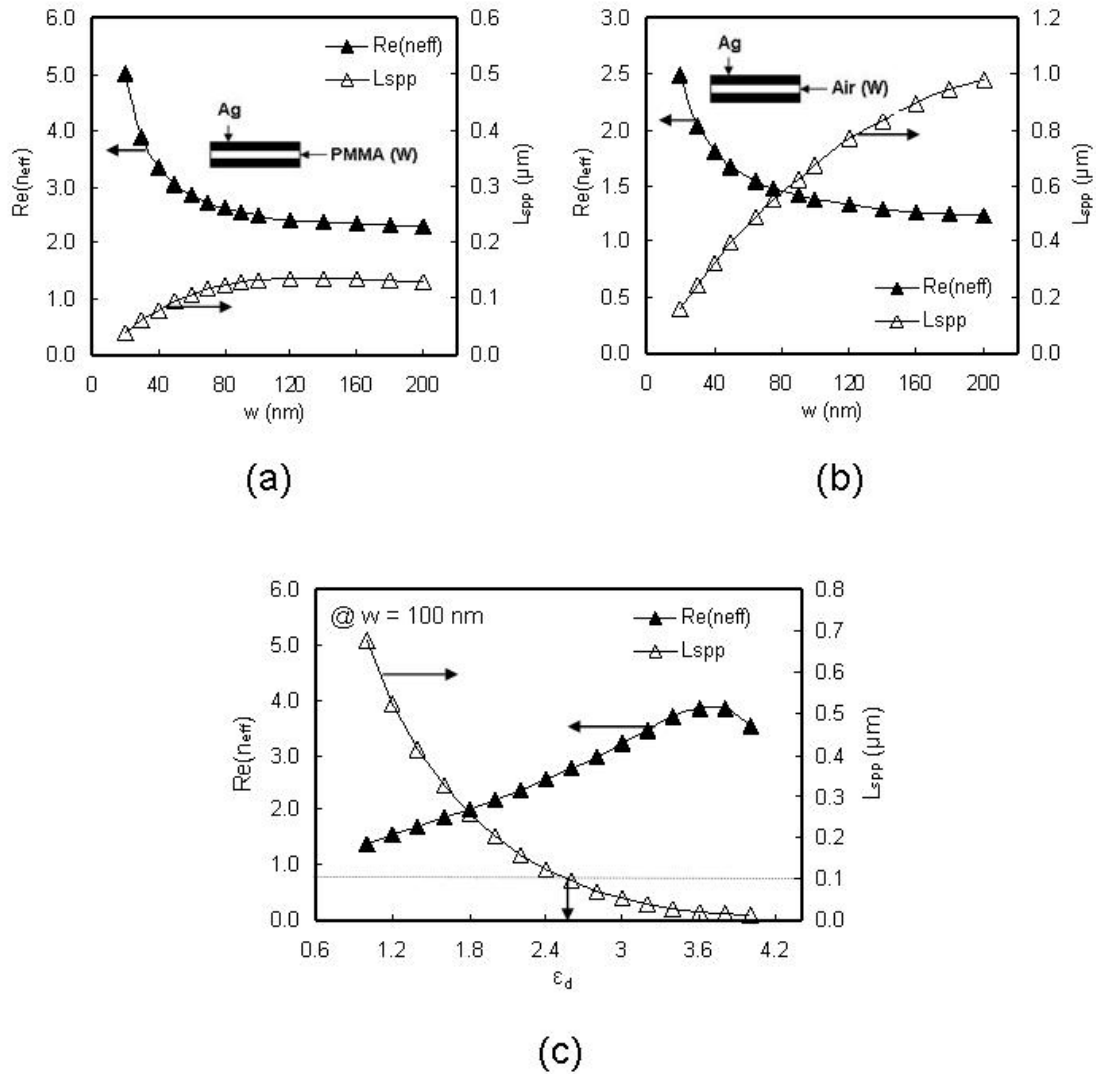 6.0
5.0
4.0
3.0
2.0
1.0
0.0
Re(neff)
0.6
0.5
0.4
0.3
0.2
0.1
0.0
Lspp (µm)
Re(neff)
Lspp
Ag
PMMA (W)
0 40 80 120 160 200
w (nm)
(a)
3.0
2.5
2.0
1.5
1.0
0.5
0.0
Re(neff)
1.2
1.0
0.8
0.6
0.4
0.2
0.0
Lspp (µm)
Ag
Air (W)
Re(neff)
Lspp
0 40 80 120 160 200
w (nm)
(b)
6.0
5.0
4.0
3.0
2.0
1.0
0.0
Re(neff)
0.8
0.7
0.6
0.5
0.4
0.3
0.2
0.1
0.0
Lspp (µm)
@ w = 100 nm
Re(neff)
Lspp
0.6 1.2 1.8 2.4 3 3.6 4.2
εd
(c)